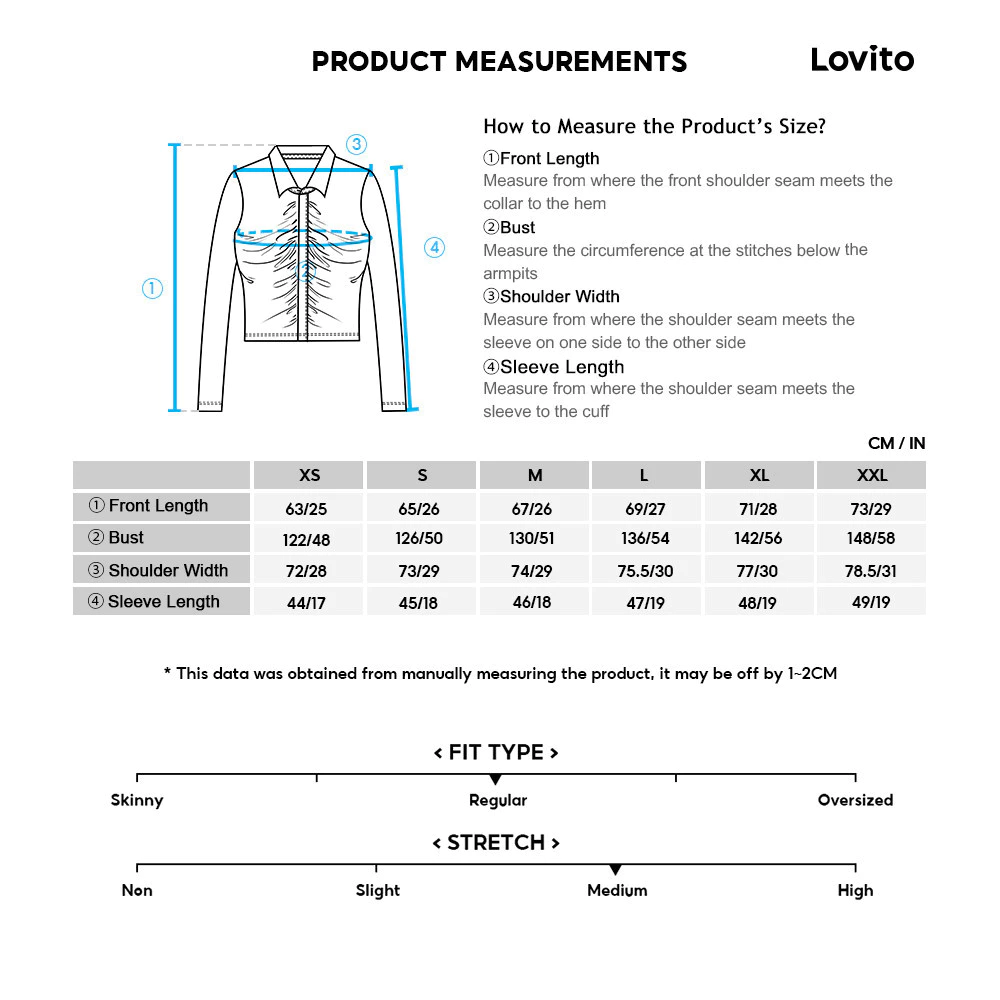 PRODUCT MEASUREMENTS
Lovito
How to Measure the Product's Size?
①Front Length
Measure from where the front shoulder seam meets the
collar to the hem
②Bust
Measure the circumference at the stitches below the
armpits
③Shoulder Width
Measure from where the shoulder seam meets the
sleeve on one side to the other side
④Sleeve Length
Measure from where the shoulder seam meets the
sleeve to the cuff
③
④
②
①
CM / IN
XS S M L XL XXL
① Front Length 63/25 65/26 67/26 69/27 71/28 73/29
② Bust 122/48 126/50 130/51 136/54 142/56 148/58
③ Shoulder Width 72/28 73/29 74/29 75.5/30 77/30 78.5/31
④ Sleeve Length 44/17 45/18 46/18 47/19 48/19 49/19
* This data was obtained from manually measuring the product, it may be off by 1~2CM
< FIT TYPE >
Skinny Regular Oversized
< STRETCH >
Non Slight Medium High